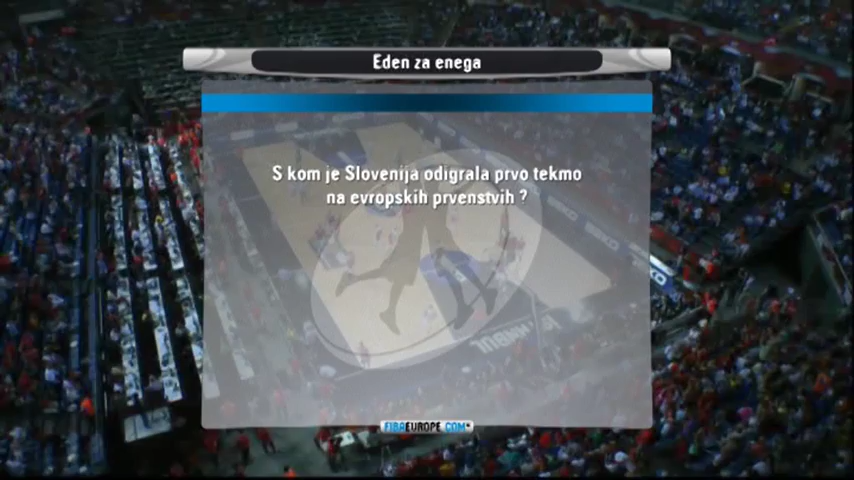 Eden za enega
S kom je Slovenija odigrala prvo tekmo
na evropskih prvenstvih ?
FIBAEUROPE.COM